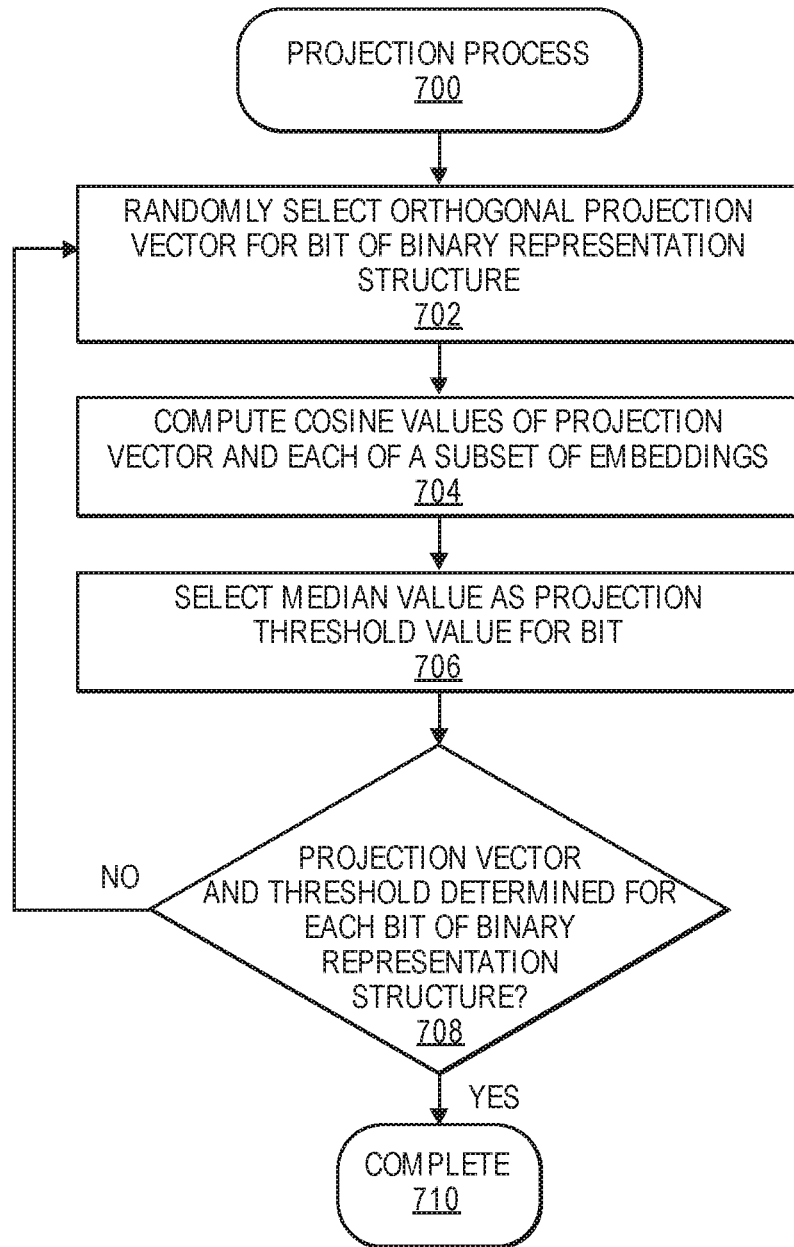 PROJECTION PROCESS
700
RANDOMLY SELECT ORTHOGONAL PROJECTION
VECTOR FOR BIT OF BINARY REPRESENTATION
STRUCTURE
702
COMPUTE COSINE VALUES OF PROJECTION
VECTOR AND EACH OF A SUBSET OF EMBEDDINGS
704
SELECT MEDIAN VALUE AS PROJECTION
THRESHOLD VALUE FOR BIT
706
NO
PROJECTION VECTOR
AND THRESHOLD DETERMINED FOR
EACH BIT OF BINARY
REPRESENTATION
STRUCTURE?
708
YES
COMPLETE
710